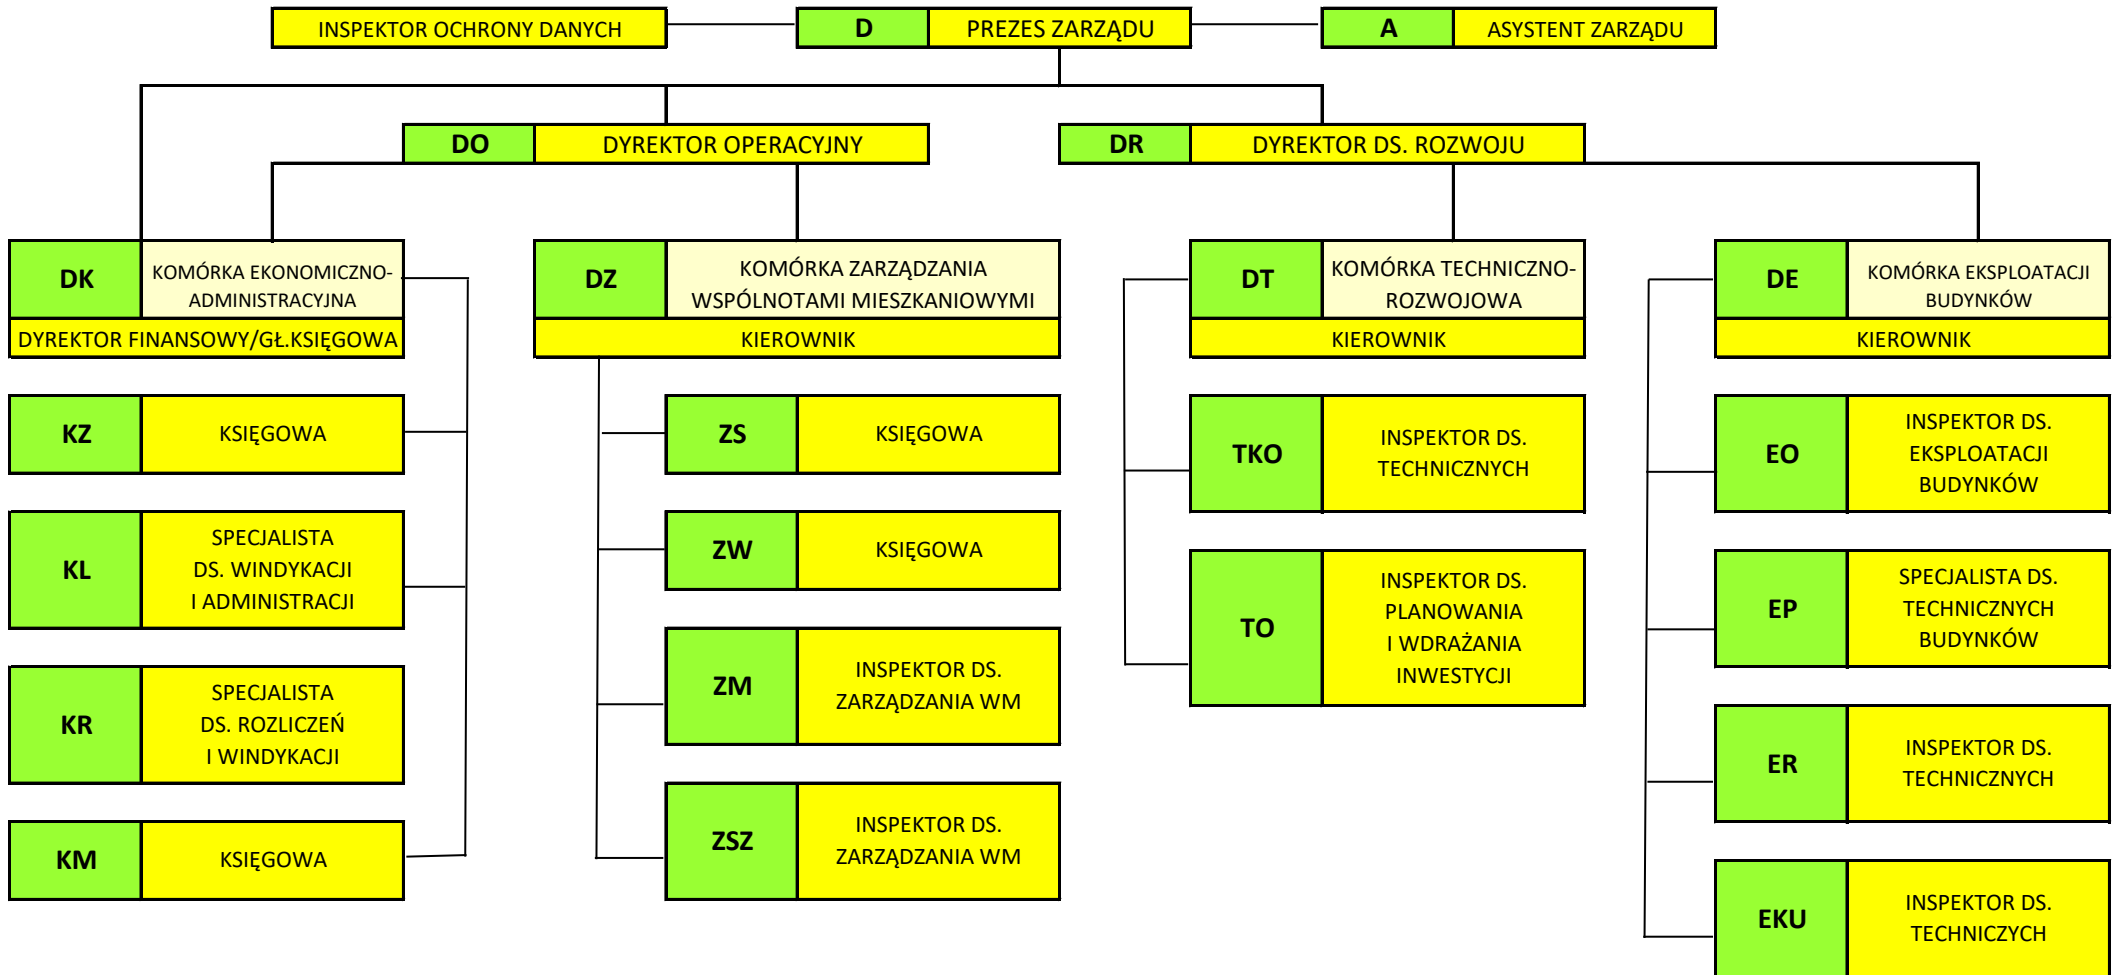 INSPEKTOR OCHRONY DANYCH
D
PREZES ZARZĄDU
A
ASYSTENT ZARZĄDU
DO
DYREKTOR OPERACYJNY
DR
DYREKTOR DS. ROZWOJU
DK
KOMÓRKA EKONOMICZNO-
ADMINISTRACYJNA
DYREKTOR FINANSOWY/GŁ.KSIĘGOWA
DZ
KOMÓRKA ZARZĄDZANIA
WSPÓLNOTAMI MIESZKANIOWYMI
KIEROWNIK
DT
KOMÓRKA TECHNICZNO-
ROZWOJOWA
KIEROWNIK
DE
KOMÓRKA EKSPLOATACJI
BUDYNKÓW
KIEROWNIK
KZ
KSIĘGOWA
KL
SPECJALISTA
DS. WINDYKACJI
I ADMINISTRACJI
KR
SPECJALISTA
DS. ROZLICZEŃ
I WINDYKACJI
KM
KSIĘGOWA
ZS
KSIĘGOWA
ZW
KSIĘGOWA
ZM
INSPEKTOR DS.
ZARZĄDZANIA WM
ZSZ
INSPEKTOR DS.
ZARZĄDZANIA WM
TKO
INSPEKTOR DS.
TECHNICZNYCH
TO
INSPEKTOR DS.
PLANOWANIA
I WDRAŻANIA
INWESTYCJI
EO
INSPEKTOR DS.
EKSPLOATACJI
BUDYNKÓW
EP
SPECJALISTA DS.
TECHNICZNYCH
BUDYNKÓW
ER
INSPEKTOR DS.
TECHNICZNYCH
EKU
INSPEKTOR DS.
TECHNICZYCH